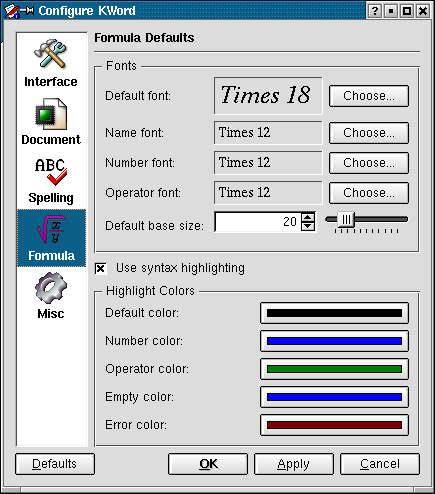 Configure KWord
Interface
Document
ABC
Spelling
x
y
Formula
Misc
Formula Defaults
Fonts
Default font: Times 18 Choose...
Name font: Times 12 Choose...
Number font: Times 12 Choose...
Operator font: Times 12 Choose...
Default base size: 20
Use syntax highlighting
Highlight Colors
Default color:
Number color:
Operator color:
Empty color:
Error color:
Defaults OK Apply Cancel